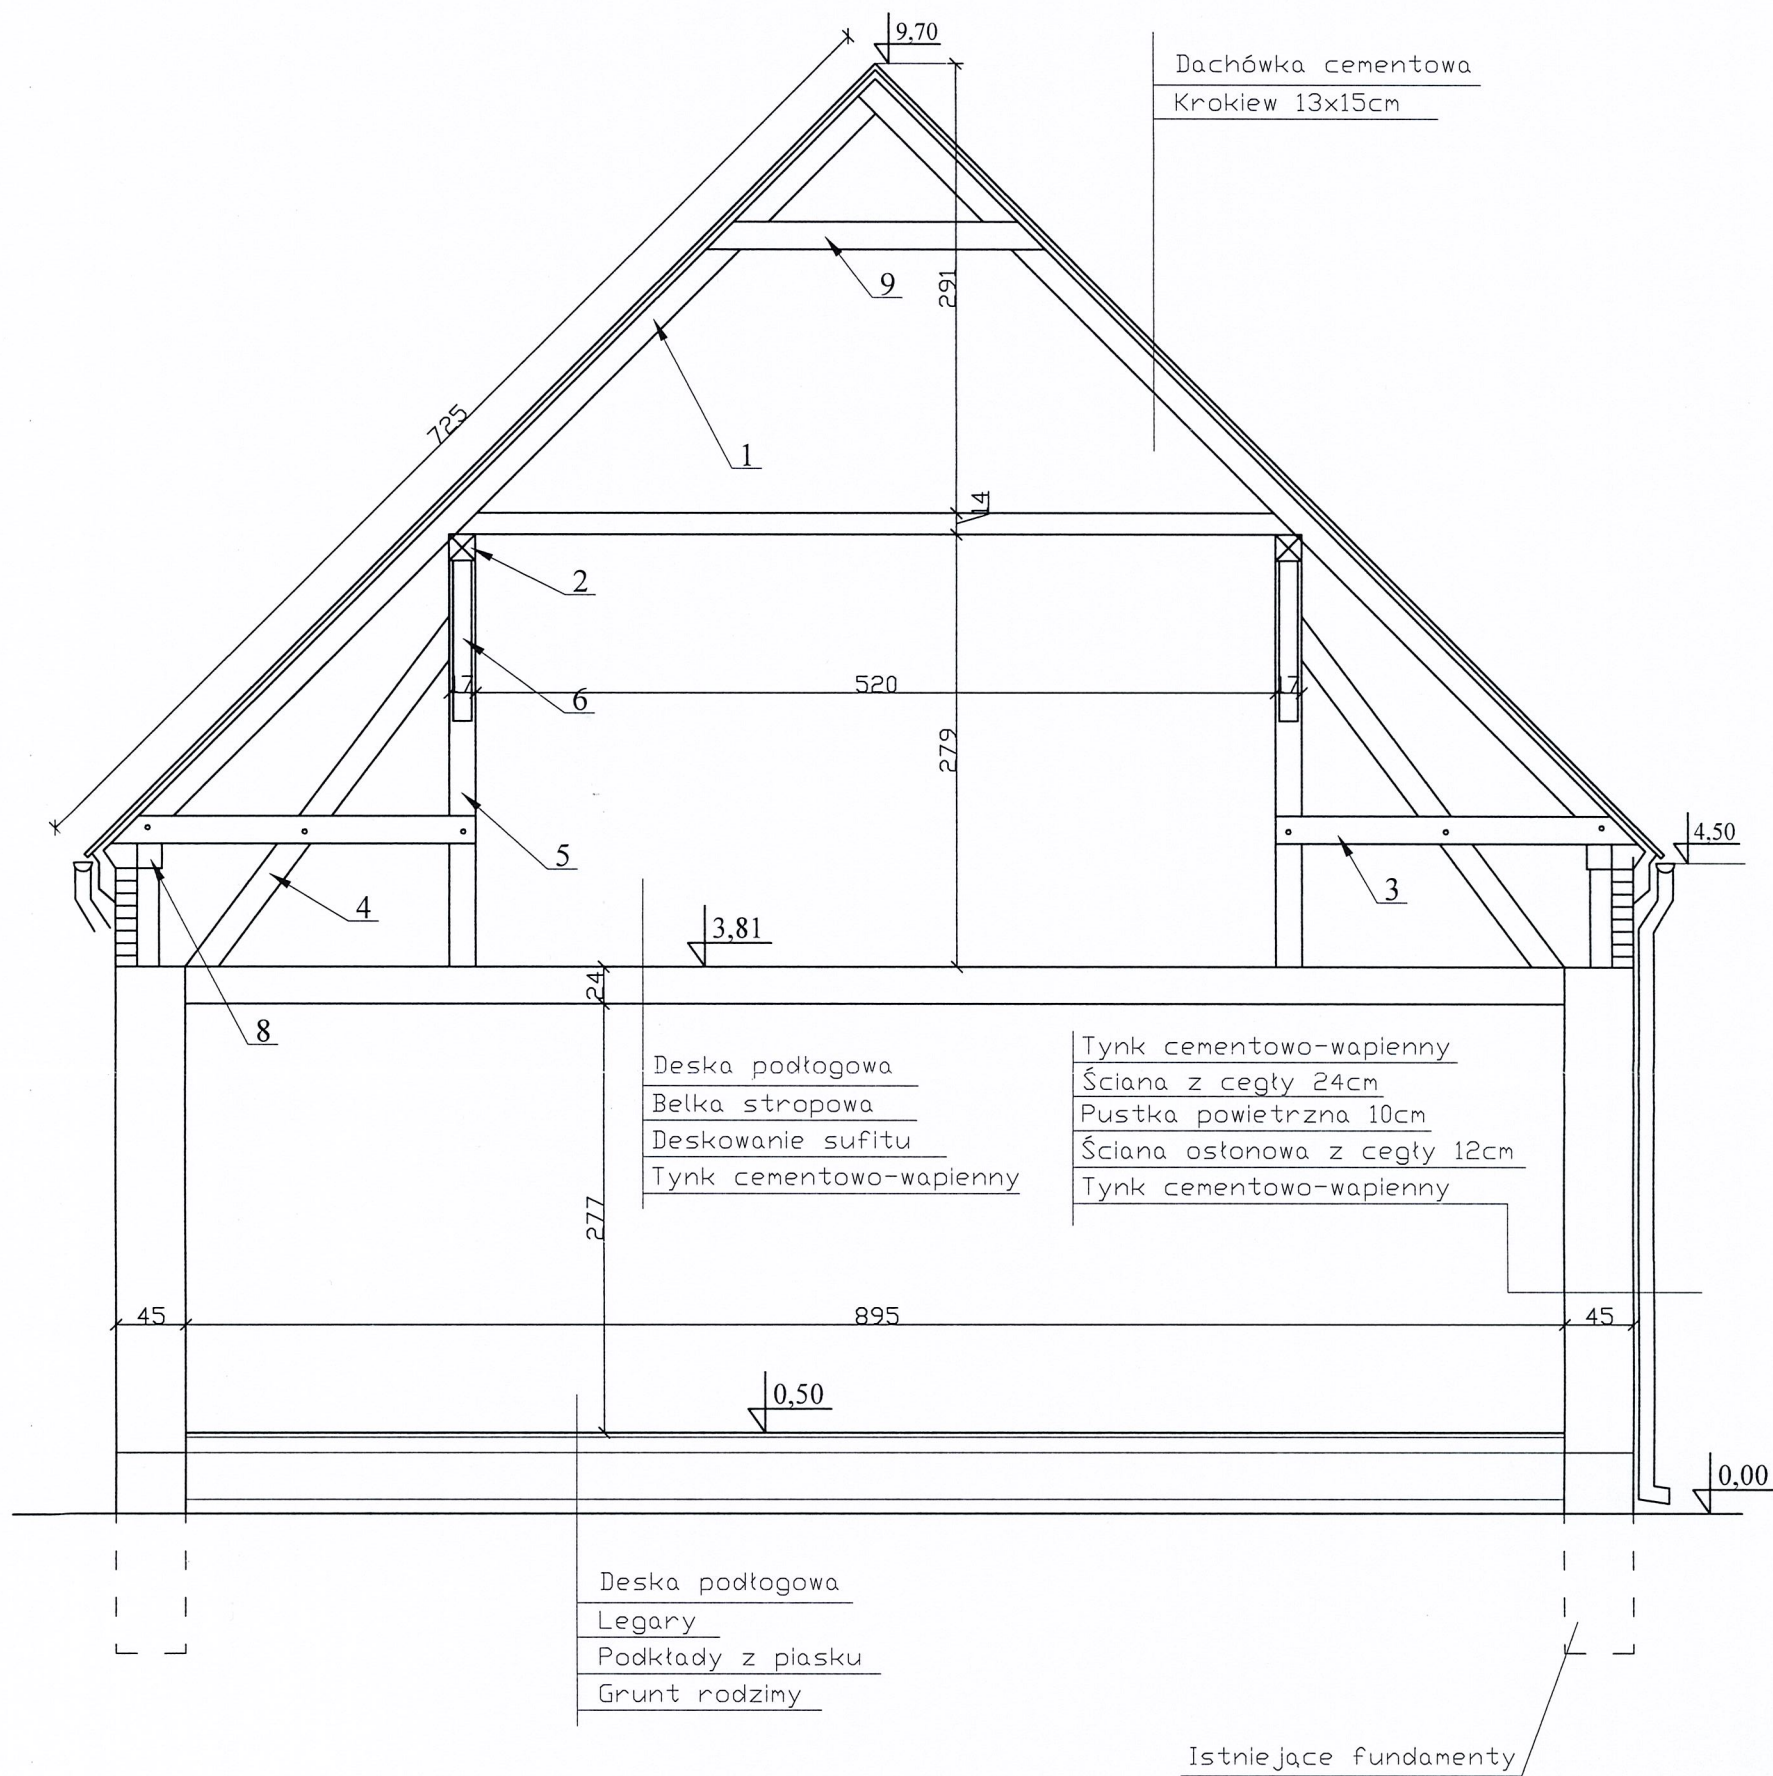 9,70
Dachówka cementowa
Krokiew 13x15cm
9
291
725
1
14
2
17
520
17
6
279
5
4,50
4
3
3,81
24
8
Deska podłogowa
Belka stropowa
Deskowanie sufitu
Tynk cementowo-wapienny
Tynk cementowo-wapienny
Ściana z cegły 24cm
Pustka powietrzna 10cm
Ściana osłonowa z cegły 12cm
Tynk cementowo-wapienny
277
45
895
45
0,50
0,00
Deska podłogowa
Legary
Podkłady z piasku
Grunt rodzimy
Istniejące fundamenty